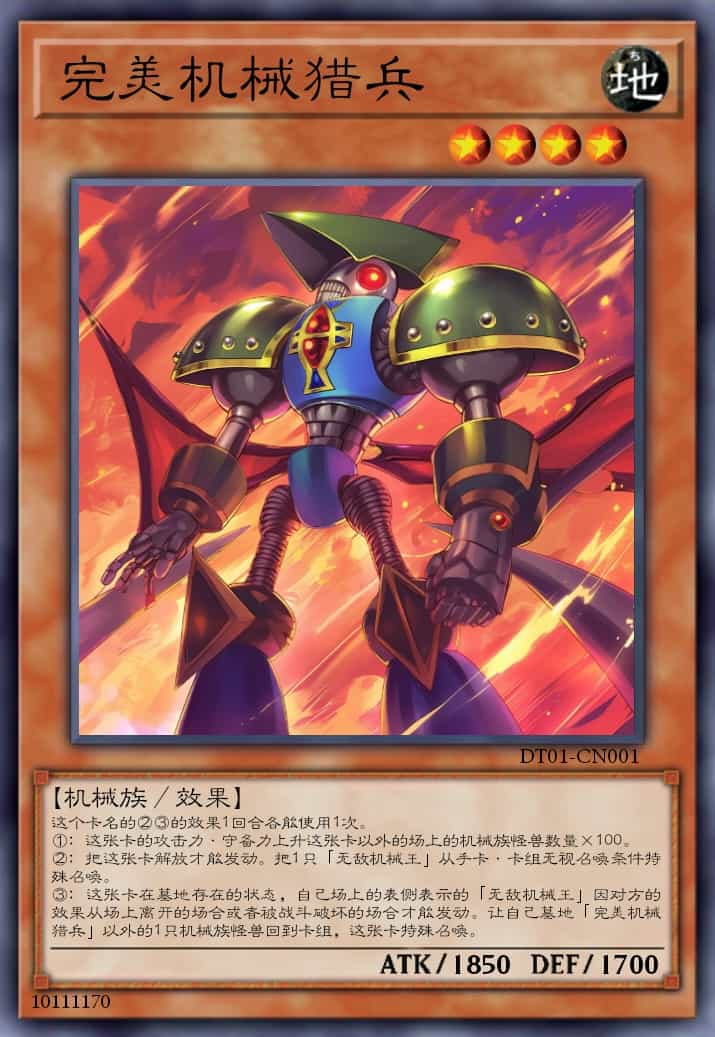 完美机械猎兵
ち
地
DT01-CN001
【机械族／效果】
这个卡名的②③的效果1回合各能使用1次。
①：这张卡的攻击力·守备力上升这张卡以外的场上的机械族怪兽数量×100。
②：把这张卡解放才能发动。把1只「无敌机械王」从手卡·卡组无视召唤条件特
殊召唤。
③：这张卡在墓地存在的状态，自己场上的表侧表示的「无敌机械王」因对方的
效果从场上离开的场合或者被战斗破坏的场合才能发动。让自己墓地「完美机械
猎兵」以外的1只机械族怪兽回到卡组，这张卡特殊召唤。
ATK/1850 DEF/1700
10111170